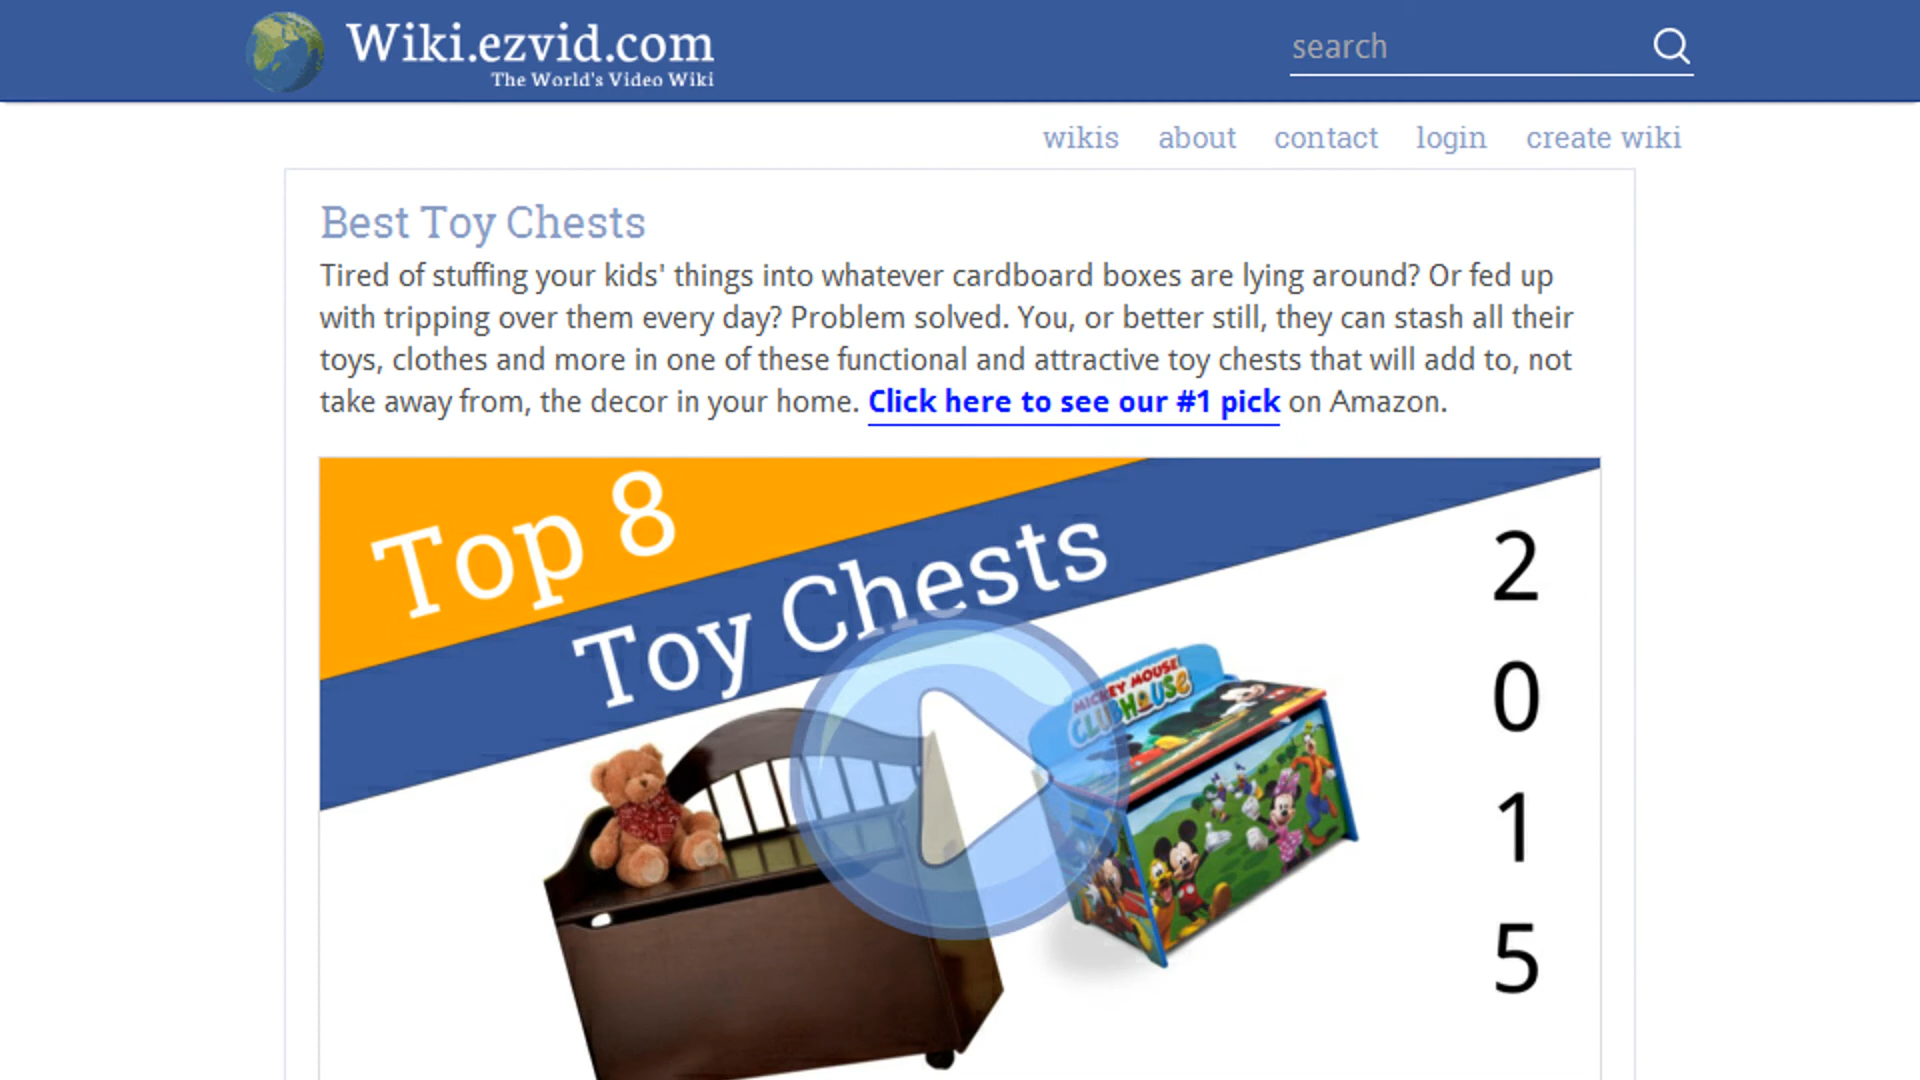 Wiki.ezvid.com
The World's Video Wiki
search
wikis about contact login create wiki
Best Toy Chests
Tired of stuffing your kids' things into whatever cardboard boxes are lying around? Or fed up
with tripping over them every day? Problem solved. You, or better still, they can stash all their
toys, clothes and more in one of these functional and attractive toy chests that will add to, not
take away from, the decor in your home. Click here to see our #1 pick on Amazon.
Top 8
Toy Chests
MICKEY MOUSE
CLUBHOUSE
2
0
1
5